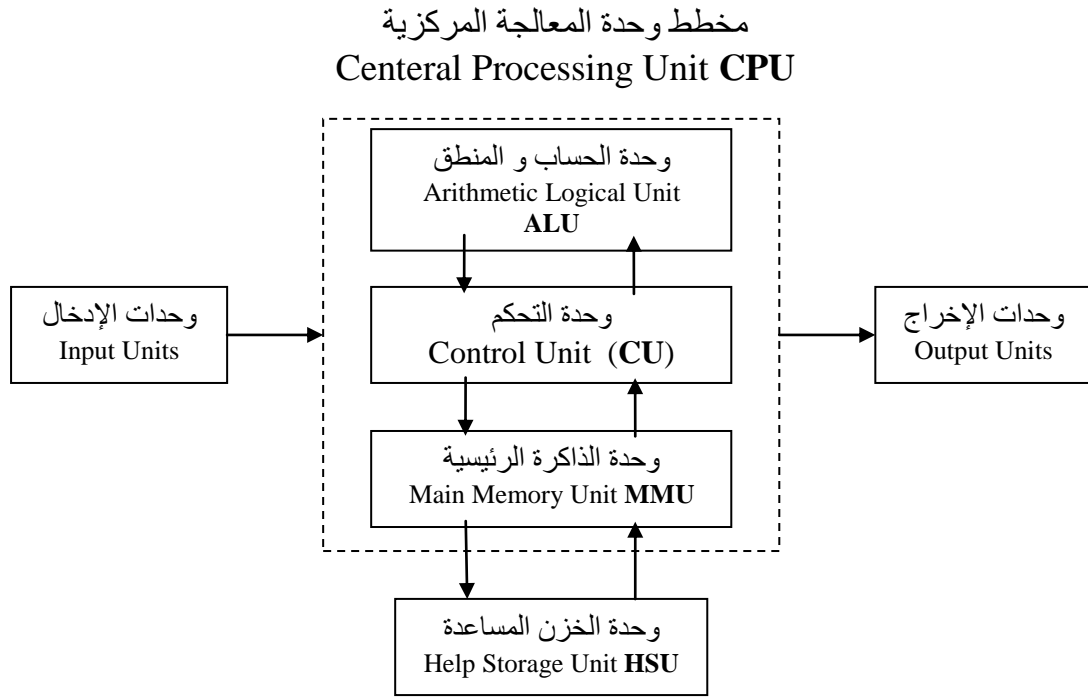 مخطط وحدة المعالجة المركزية
Centeral Processing Unit CPU
وحدة الحساب و المنطق
Arithmetic Logical Unit
ALU
وحدات الإدخال
Input Units
وحدة التحكم
Control Unit (CU)
وحدات الإخراج
Output Units
وحدة الذاكرة الرئيسية
Main Memory Unit MMU
وحدة الخزن المساعدة
Help Storage Unit HSU